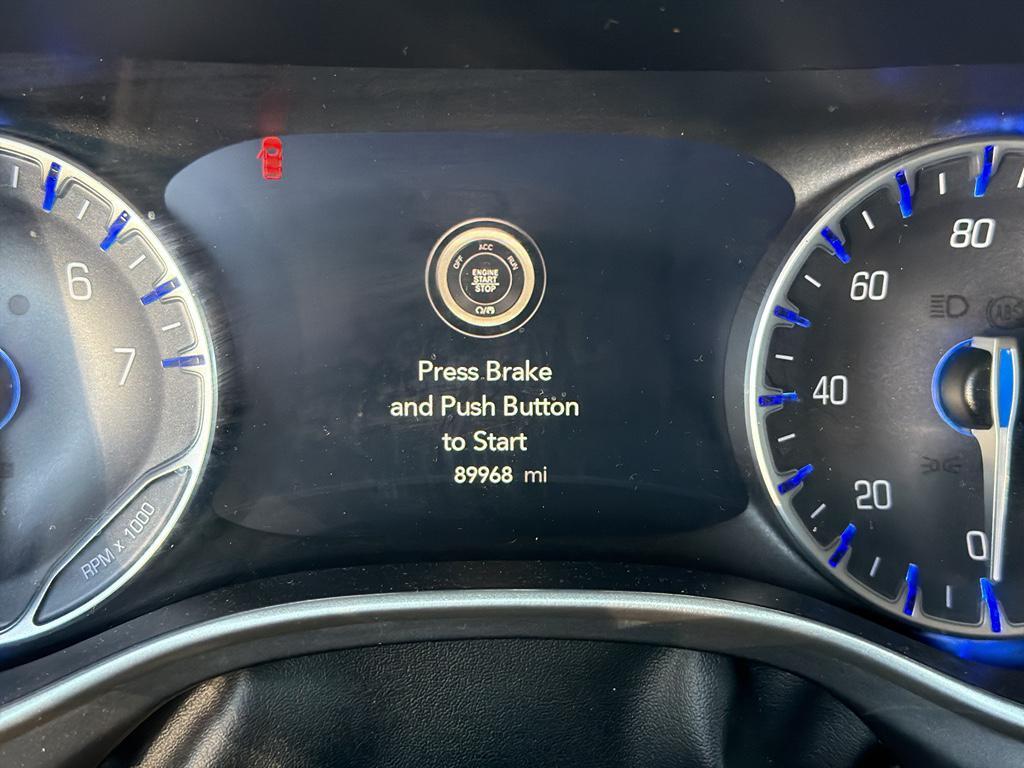 6
7
RPM x 1000
OFF
ACC
RUN
ENGINE
START
STOP
Press Brake
and Push Button
to Start
89968 mi
80
60
ABS
40
20
0